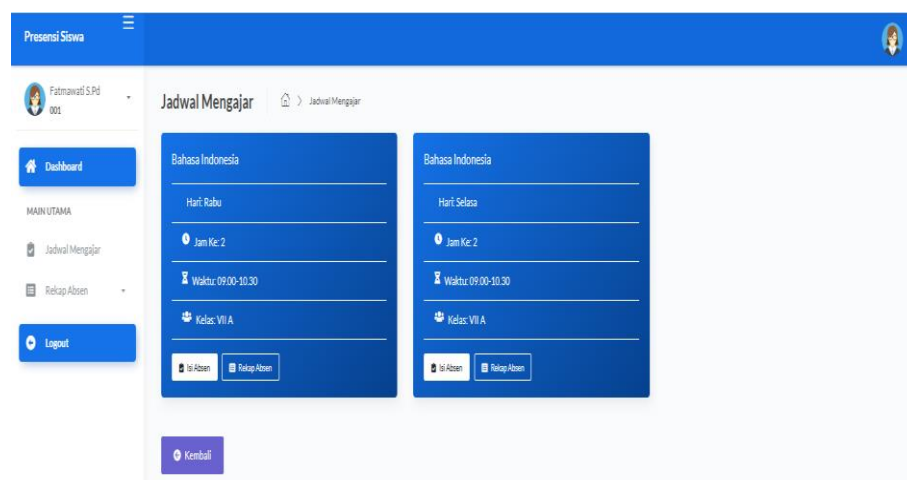 Presensi Siswa
Fatmawati S.Pd
001
Dashboard
MAIN UTAMA
Jadwal Mengajar
Rekap Absen
Logout
Jadwal Mengajar > Jadwal Mengajar
Bahasa Indonesia
Hari: Rabu
Jam Ke: 2
Waktu: 09.00-10.30
Kelas: VII A
Isi Absen Rekap Absen
Bahasa Indonesia
Hari: Selasa
Jam Ke: 2
Waktu: 09.00-10.30
Kelas: VII A
Isi Absen Rekap Absen
Kembali